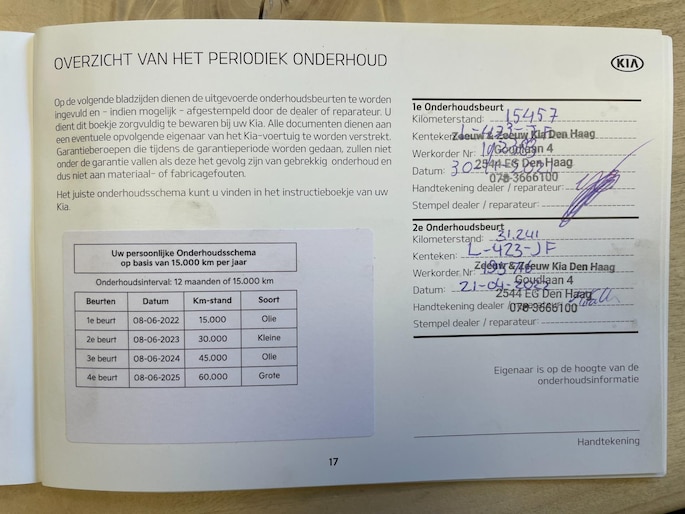 OVERZICHT VAN HET PERIODIEK ONDERHOUD
KIA
Op de volgende bladzijden dienen de uitgevoerde onderhoudsbeurten te worden
ingevuld en - indien mogelijk - afgestempeld door de dealer of reparateur. U
dient dit boekje zorgvuldig te bewaren bij uw Kia. Alle documenten dienen aan
een eventuele opvolgende eigenaar van het Kia-voertuig te worden verstrekt.
Garantieberoepen die tijdens de garantieperiode worden gedaan, zullen niet
onder de garantie vallen als deze het gevolg zijn van gebrekkig onderhoud en
dus niet aan materiaal- of fabricagefouten.
Het juiste onderhoudsschema kunt u vinden in het instructieboekje van uw
Kia.
Uw persoonlijke Onderhoudsschema
op basis van 15.000 km per jaar
Onderhoudsinterval: 12 maanden of 15.000 km
Beurten Datum Km-stand Soort
1e beurt 08-06-2022 15.000 Olie
2e beurt 08-06-2023 30.000 Kleine
3e beurt 08-06-2024 45.000 Olie
4e beurt 08-06-2025 60.000 Grote
1e Onderhoudsbeurt
Kilometerstand: 15457
Kenteken: L-423-JF
Zeeuw & Zeeuw Kia Den Haag
Werkorder Nr:
Goudlaan 4
Datum:
2544 EG Den Haag
078-3666100
Handtekening dealer / reparateur:
Stempel dealer / reparateur:
2e Onderhoudsbeurt
Kilometerstand: 31.241
Kenteken: L-423-JF
Zeeuw & Zeeuw Kia Den Haag
Werkorder Nr:
Goudlaan 4
Datum: 21-04-2023
2544 EG Den Haag
Handtekening dealer / reparateur:
078-3666100
Stempel dealer / reparateur:
Eigenaar is op de hoogte van de
onderhoudsinformatie
Handtekening
17